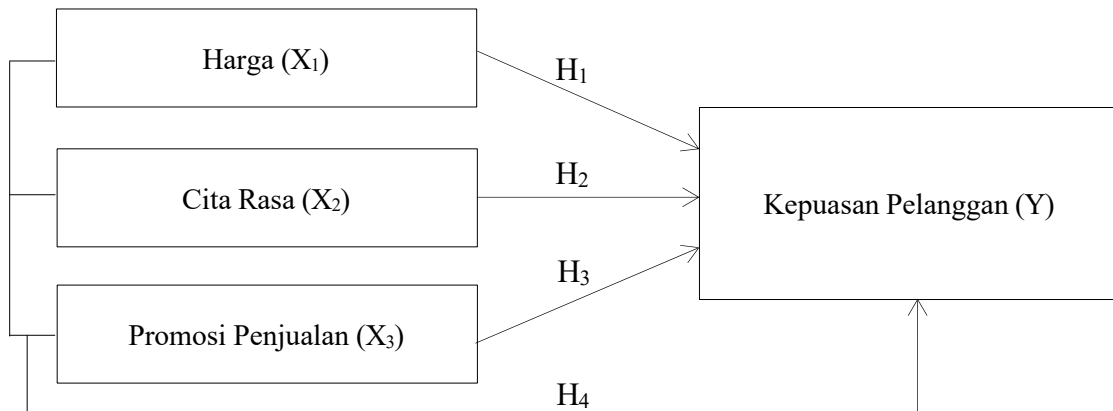 Harga (X₁)
H₁
Cita Rasa (X₂)
H₂
Kepuasan Pelanggan (Y)
H₃
Promosi Penjualan (X₃)
H₄